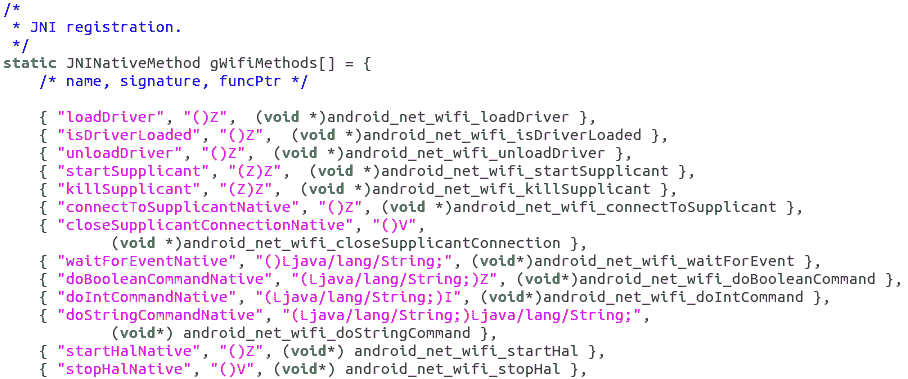 /*
 * JNI registration.
 */
static JNINativeMethod gWifiMethods[] = {
    /* name, signature, funcPtr */

    { "loadDriver", "()Z",  (void *)android_net_wifi_loadDriver },
    { "isDriverLoaded", "()Z",  (void *)android_net_wifi_isDriverLoaded },
    { "unloadDriver", "()Z",  (void *)android_net_wifi_unloadDriver },
    { "startSupplicant", "(Z)Z",  (void *)android_net_wifi_startSupplicant },
    { "killSupplicant", "(Z)Z",  (void *)android_net_wifi_killSupplicant },
    { "connectToSupplicantNative", "()Z", (void *)android_net_wifi_connectToSupplicant },
    { "closeSupplicantConnectionNative", "()V",
            (void *)android_net_wifi_closeSupplicantConnection },
    { "waitForEventNative", "()Ljava/lang/String;", (void*)android_net_wifi_waitForEvent },
    { "doBooleanCommandNative", "(Ljava/lang/String;)Z", (void*)android_net_wifi_doBooleanCommand },
    { "doIntCommandNative", "(Ljava/lang/String;)I", (void*)android_net_wifi_doIntCommand },
    { "doStringCommandNative", "(Ljava/lang/String;)Ljava/lang/String;",
            (void*) android_net_wifi_doStringCommand },
    { "startHalNative", "()Z", (void*) android_net_wifi_startHal },
    { "stopHalNative", "()V", (void*) android_net_wifi_stopHal },